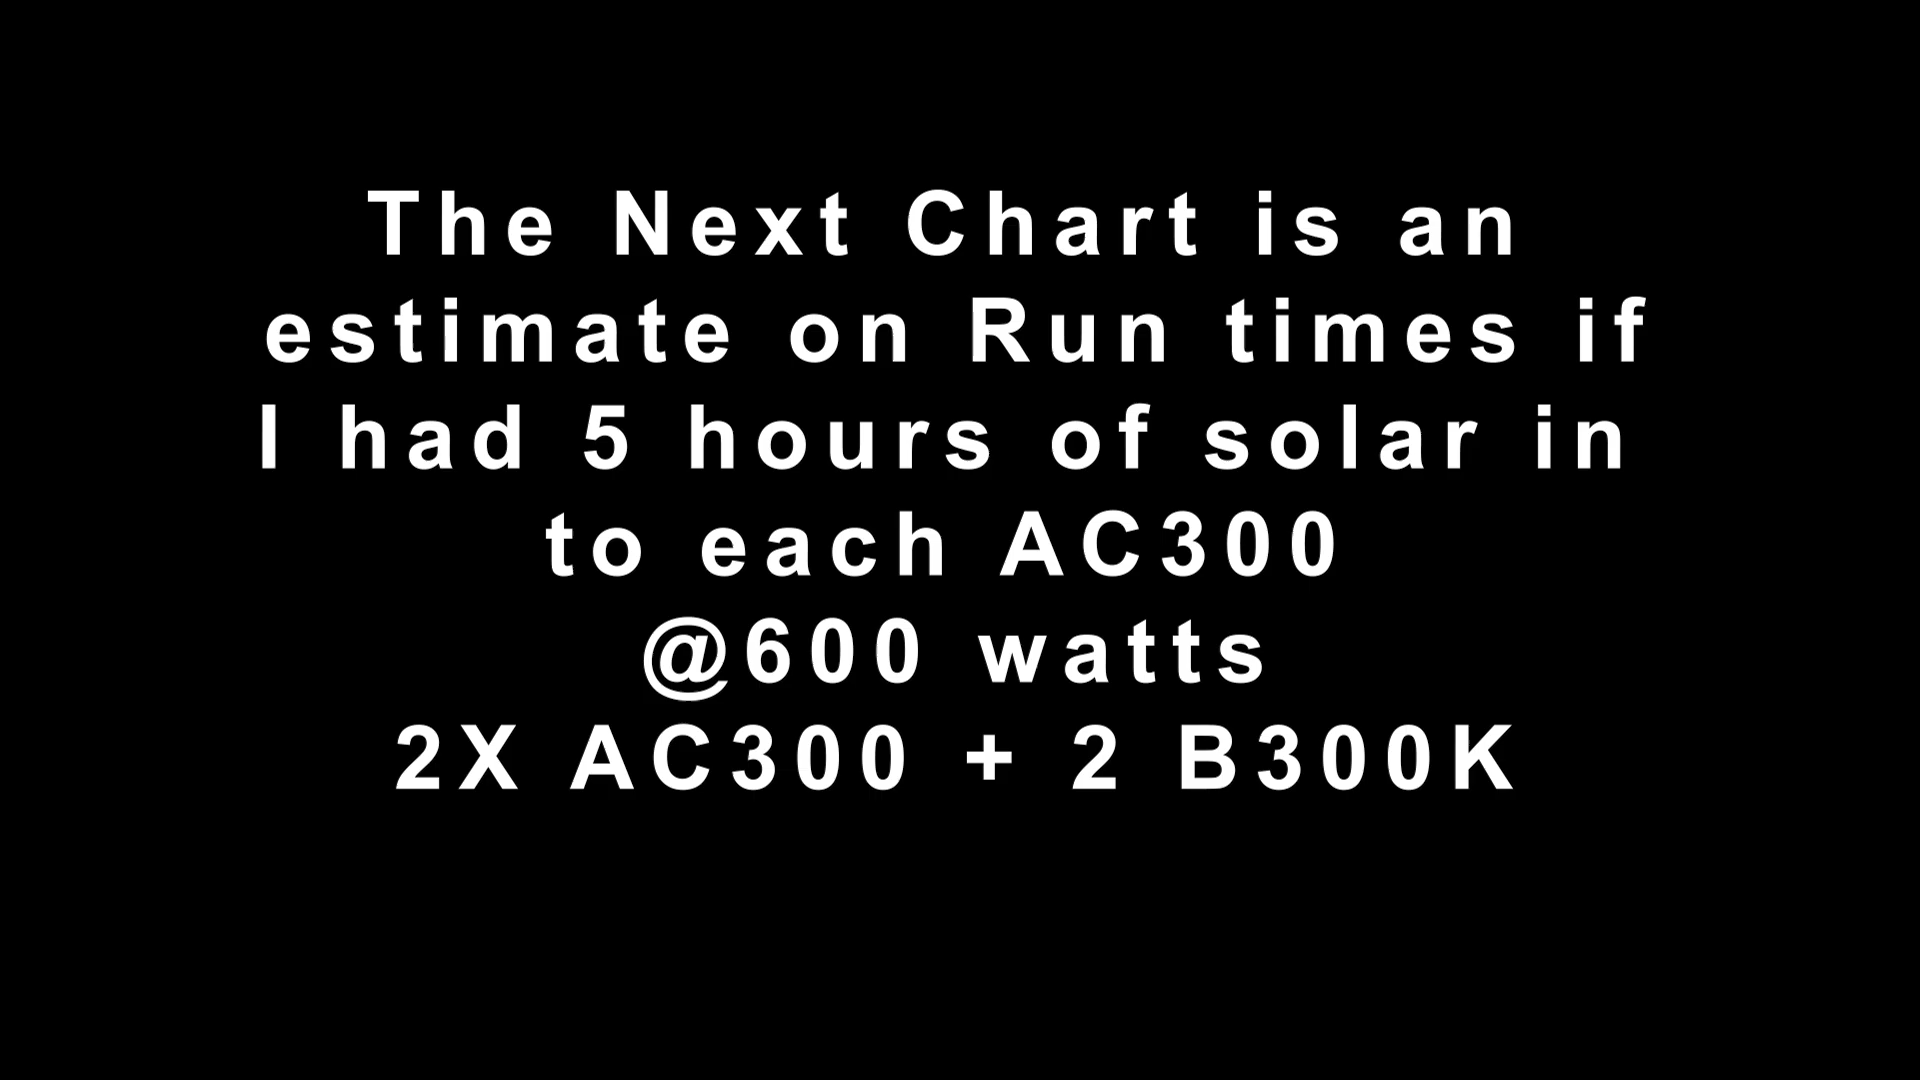 The Next Chart is an
estimate on Run times if
I had 5 hours of solar in
to each AC300
@600 watts
2X AC300 + 2 B300K